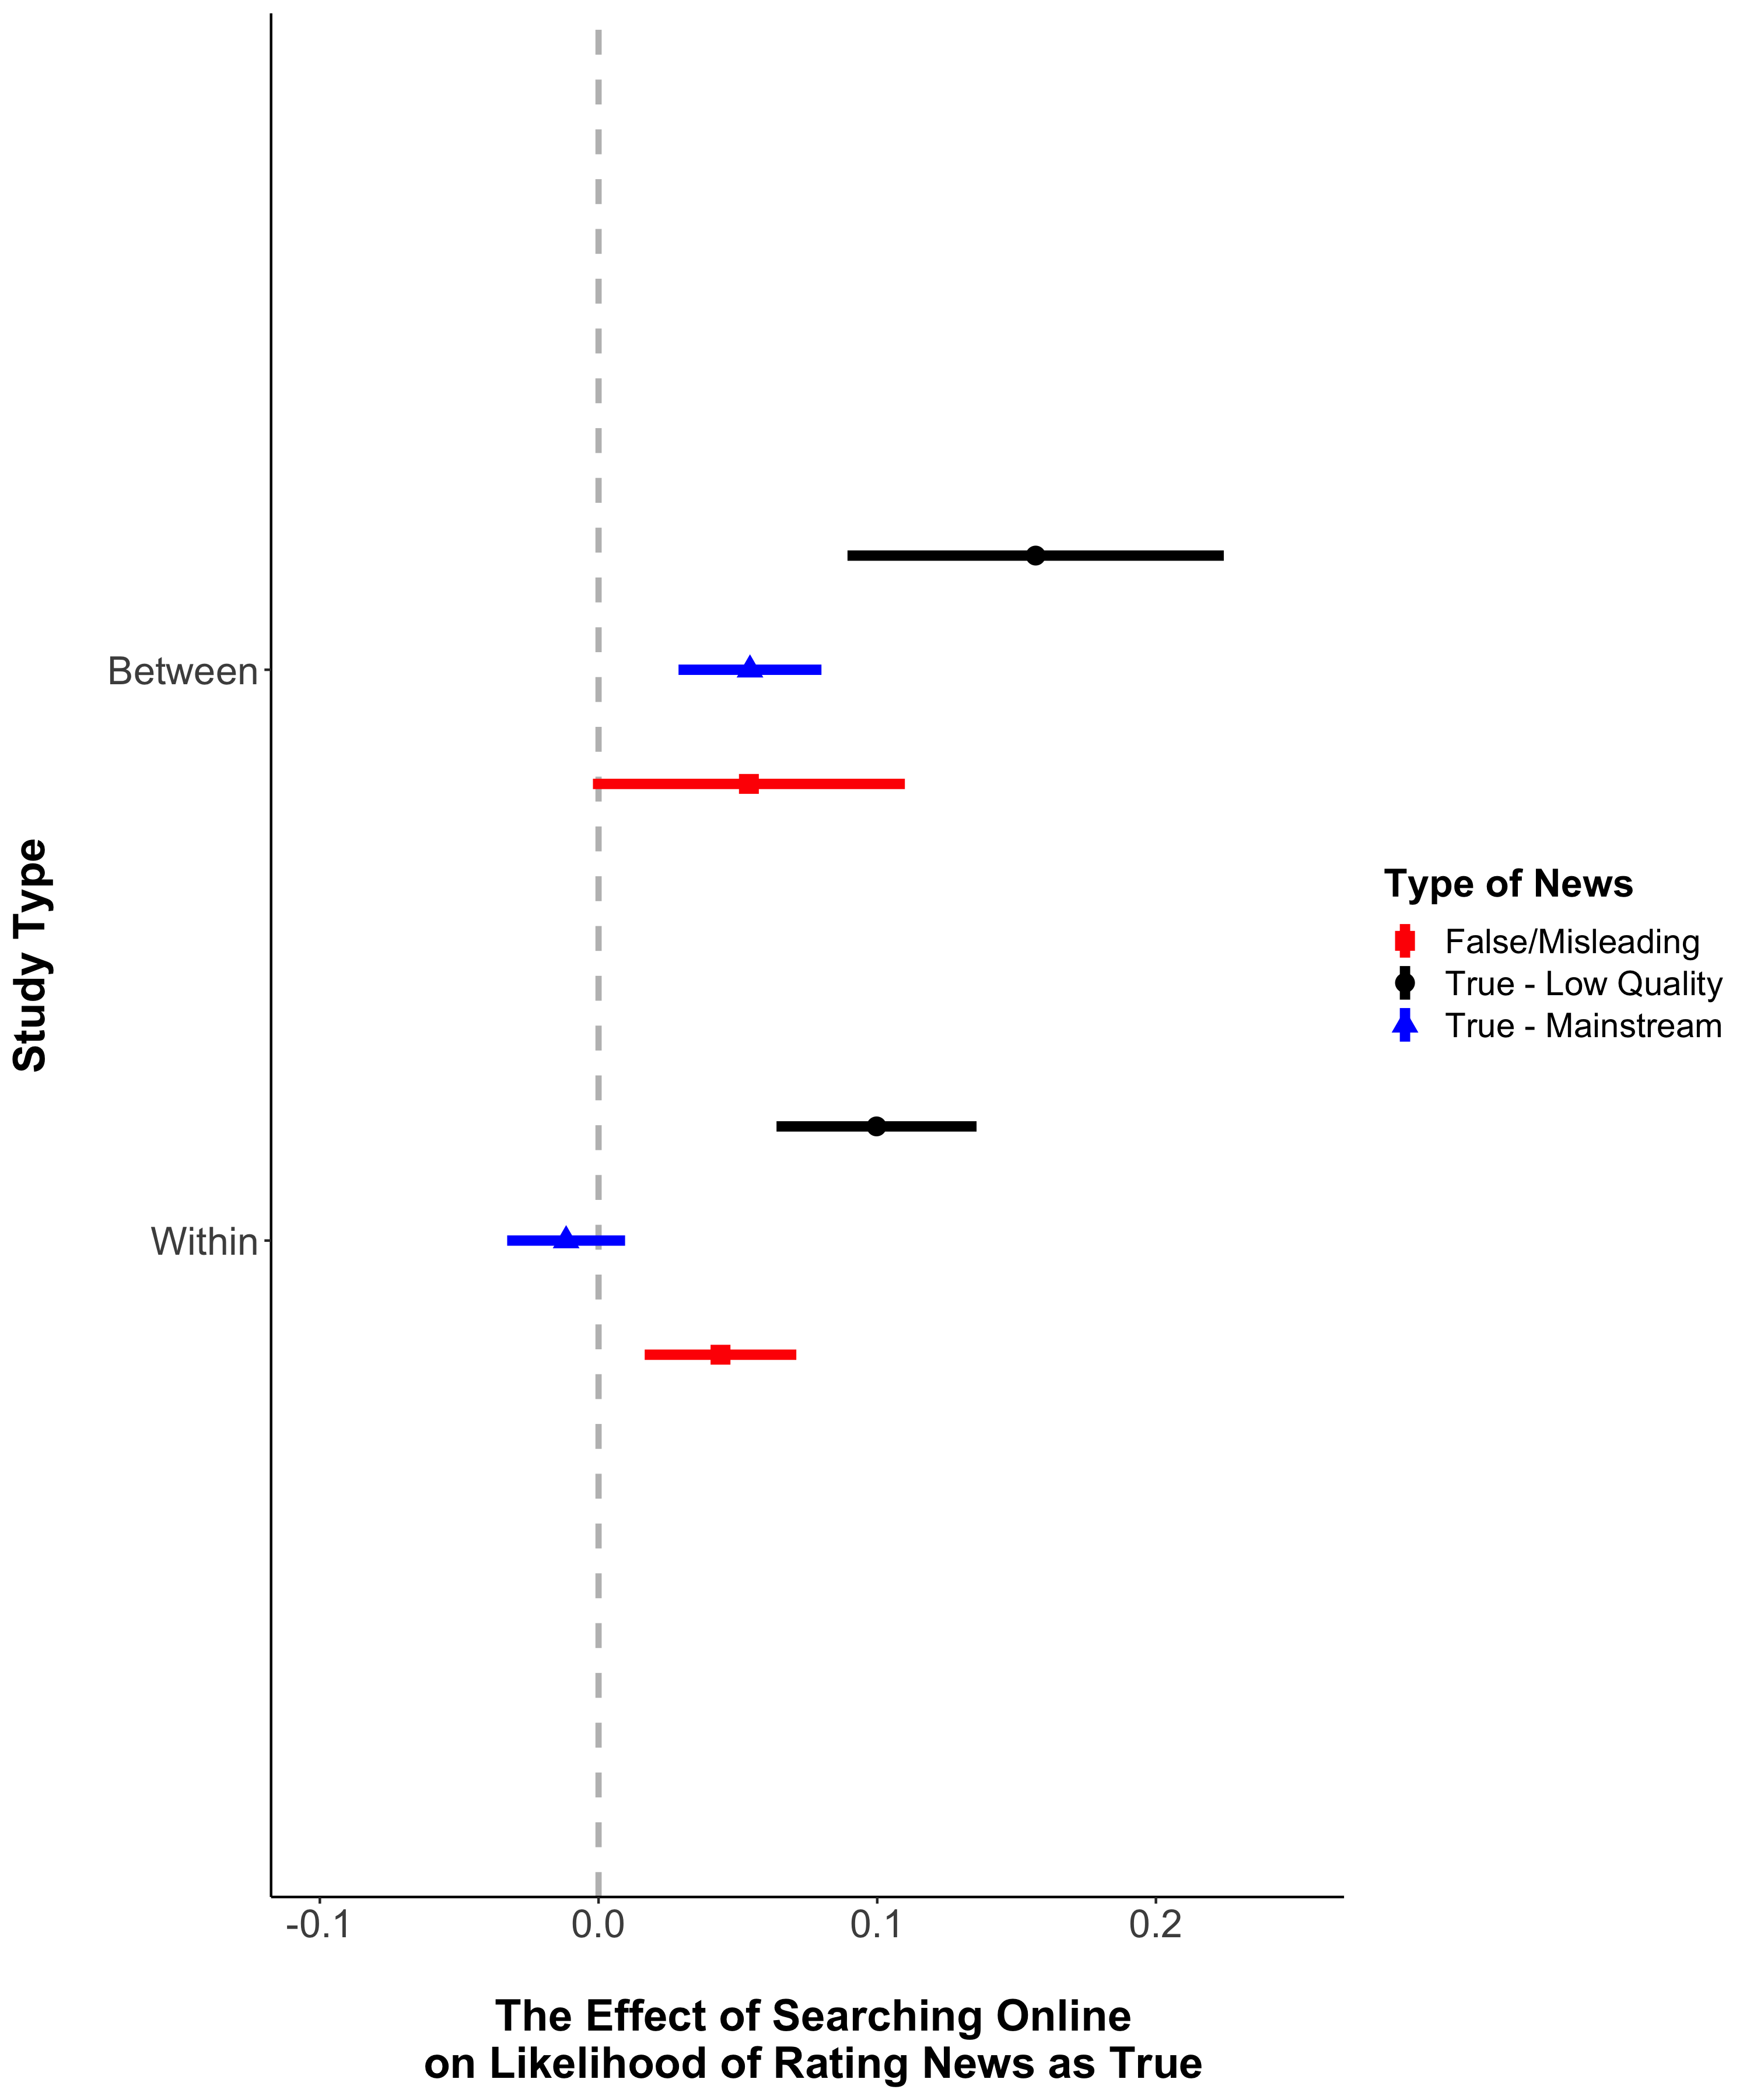 Study Type
Between
Within
-0.1
0.0
0.1
0.2
The Effect of Searching Online
on Likelihood of Rating News as True
Type of News
False/Misleading
True - Low Quality
True - Mainstream